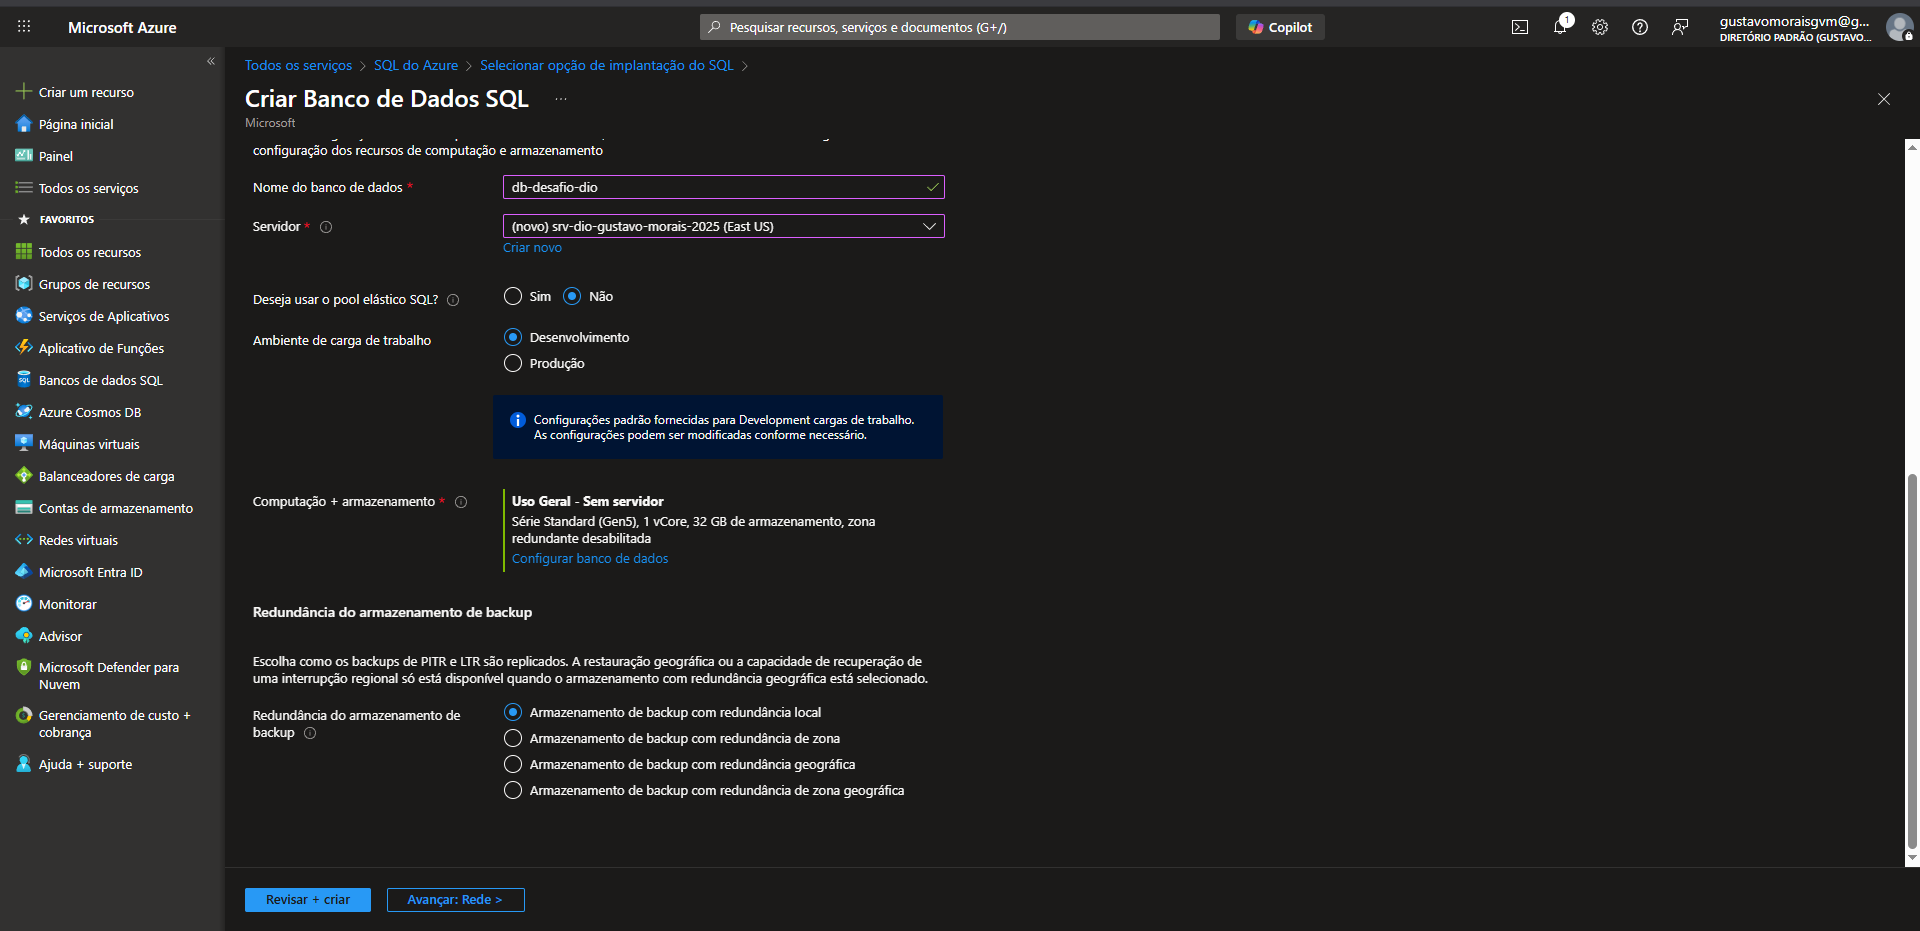 Microsoft Azure
Pesquisar recursos, serviços e documentos (G+/)
Copilot
1
gustavomoraisgvm@g...
DIRETÓRIO PADRÃO (GUSTAVO...
Criar um recurso
Página inicial
Painel
Todos os serviços
FAVORITOS
Todos os recursos
Grupos de recursos
Serviços de Aplicativos
Aplicativo de Funções
Bancos de dados SQL
Azure Cosmos DB
Máquinas virtuais
Balanceadores de carga
Contas de armazenamento
Redes virtuais
Microsoft Entra ID
Monitorar
Advisor
Microsoft Defender para
Nuvem
Gerenciamento de custo +
cobrança
Ajuda + suporte
Todos os serviços > SQL do Azure > Selecionar opção de implantação do SQL >
Criar Banco de Dados SQL ...
Microsoft
configuração dos recursos de computação e armazenamento
Nome do banco de dados *
db-desafio-dio
Servidor *
(novo) srv-dio-gustavo-morais-2025 (East US)
Criar novo
Deseja usar o pool elástico SQL?
Sim
Não
Ambiente de carga de trabalho
Desenvolvimento
Produção
Configurações padrão fornecidas para Development cargas de trabalho.
As configurações podem ser modificadas conforme necessário.
Computação + armazenamento *
Uso Geral - Sem servidor
Série Standard (Gen5), 1 vCore, 32 GB de armazenamento, zona
redundante desabilitada
Configurar banco de dados
Redundância do armazenamento de backup
Escolha como os backups de PITR e LTR são replicados. A restauração geográfica ou a capacidade de recuperação de
uma interrupção regional só está disponível quando o armazenamento com redundância geográfica está selecionado.
Redundância do armazenamento de
backup
Armazenamento de backup com redundância local
Armazenamento de backup com redundância de zona
Armazenamento de backup com redundância geográfica
Armazenamento de backup com redundância de zona geográfica
Revisar + criar
Avançar: Rede >